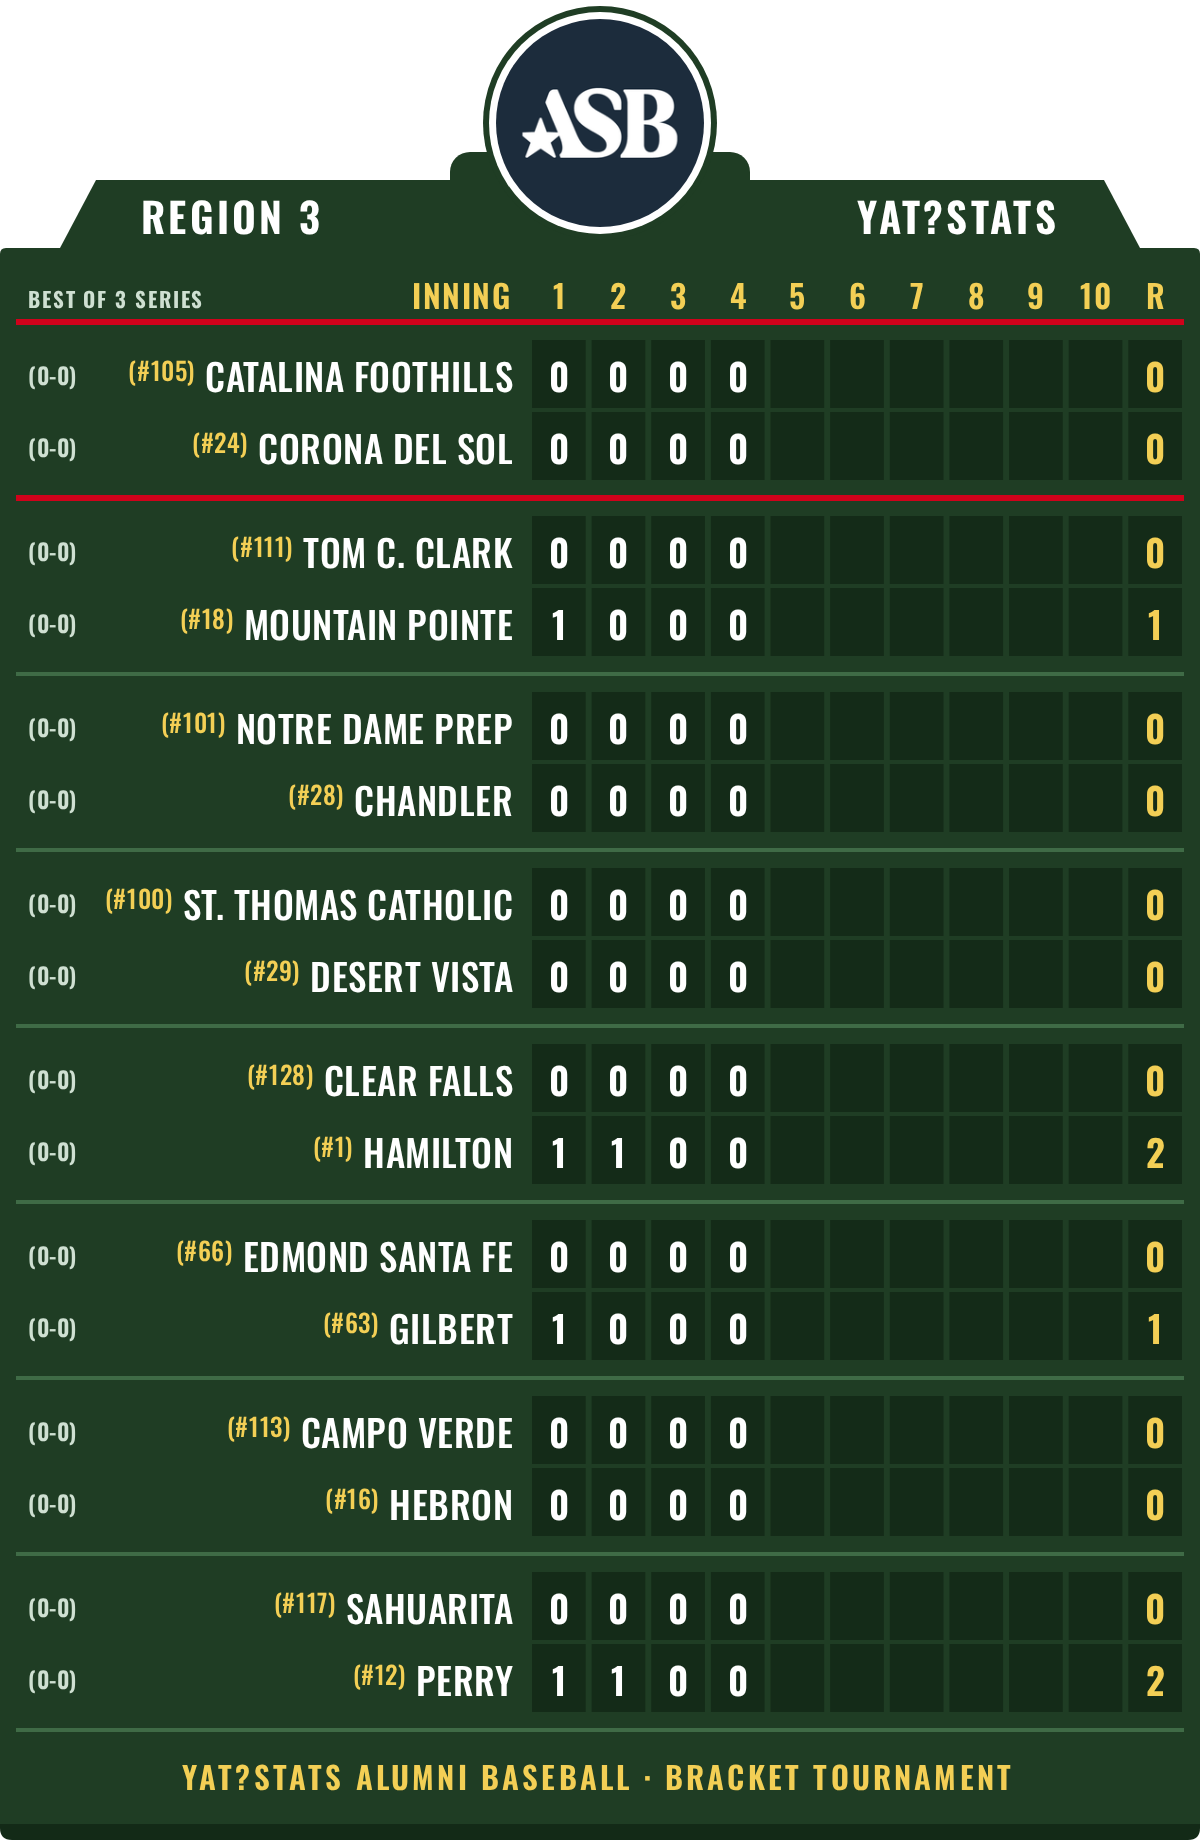 ASB
REGION 3 YAT?STATS
BEST OF 3 SERIES INNING 1 2 3 4 5 6 7 8 9 10 R
(0-0) (#105) CATALINA FOOTHILLS 0 0 0 0 0
(0-0) (#24) CORONA DEL SOL 0 0 0 0 0
(0-0) (#111) TOM C. CLARK 0 0 0 0 0
(0-0) (#18) MOUNTAIN POINTE 1 0 0 0 1
(0-0) (#101) NOTRE DAME PREP 0 0 0 0 0
(0-0) (#28) CHANDLER 0 0 0 0 0
(0-0) (#100) ST. THOMAS CATHOLIC 0 0 0 0 0
(0-0) (#29) DESERT VISTA 0 0 0 0 0
(0-0) (#128) CLEAR FALLS 0 0 0 0 0
(0-0) (#1) HAMILTON 1 1 0 0 2
(0-0) (#66) EDMOND SANTA FE 0 0 0 0 0
(0-0) (#63) GILBERT 1 0 0 0 1
(0-0) (#113) CAMPO VERDE 0 0 0 0 0
(0-0) (#16) HEBRON 0 0 0 0 0
(0-0) (#117) SAHUARITA 0 0 0 0 0
(0-0) (#12) PERRY 1 1 0 0 2
YAT?STATS ALUMNI BASEBALL · BRACKET TOURNAMENT